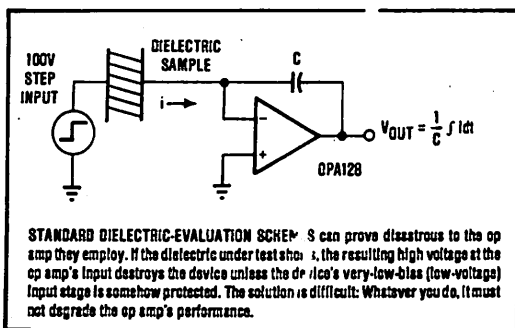 100V
STEP
INPUT
DIELECTRIC
SAMPLE
i
C
−
+
OPA128
V_OUT = 1/C ∫ idt
STANDARD DIELECTRIC-EVALUATION SCHEMES can prove disastrous to the op
amp they employ. If the dielectric under test shorts, the resulting high voltage at the
op amp's input destroys the device unless the device's very-low-bias (low-voltage)
input stage is somehow protected. The solution is difficult: Whatever you do, it must
not degrade the op amp's performance.